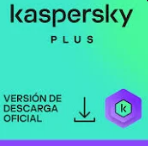 kaspersky
PLUS
VERSIÓN DE
DESCARGA
OFICIAL
k